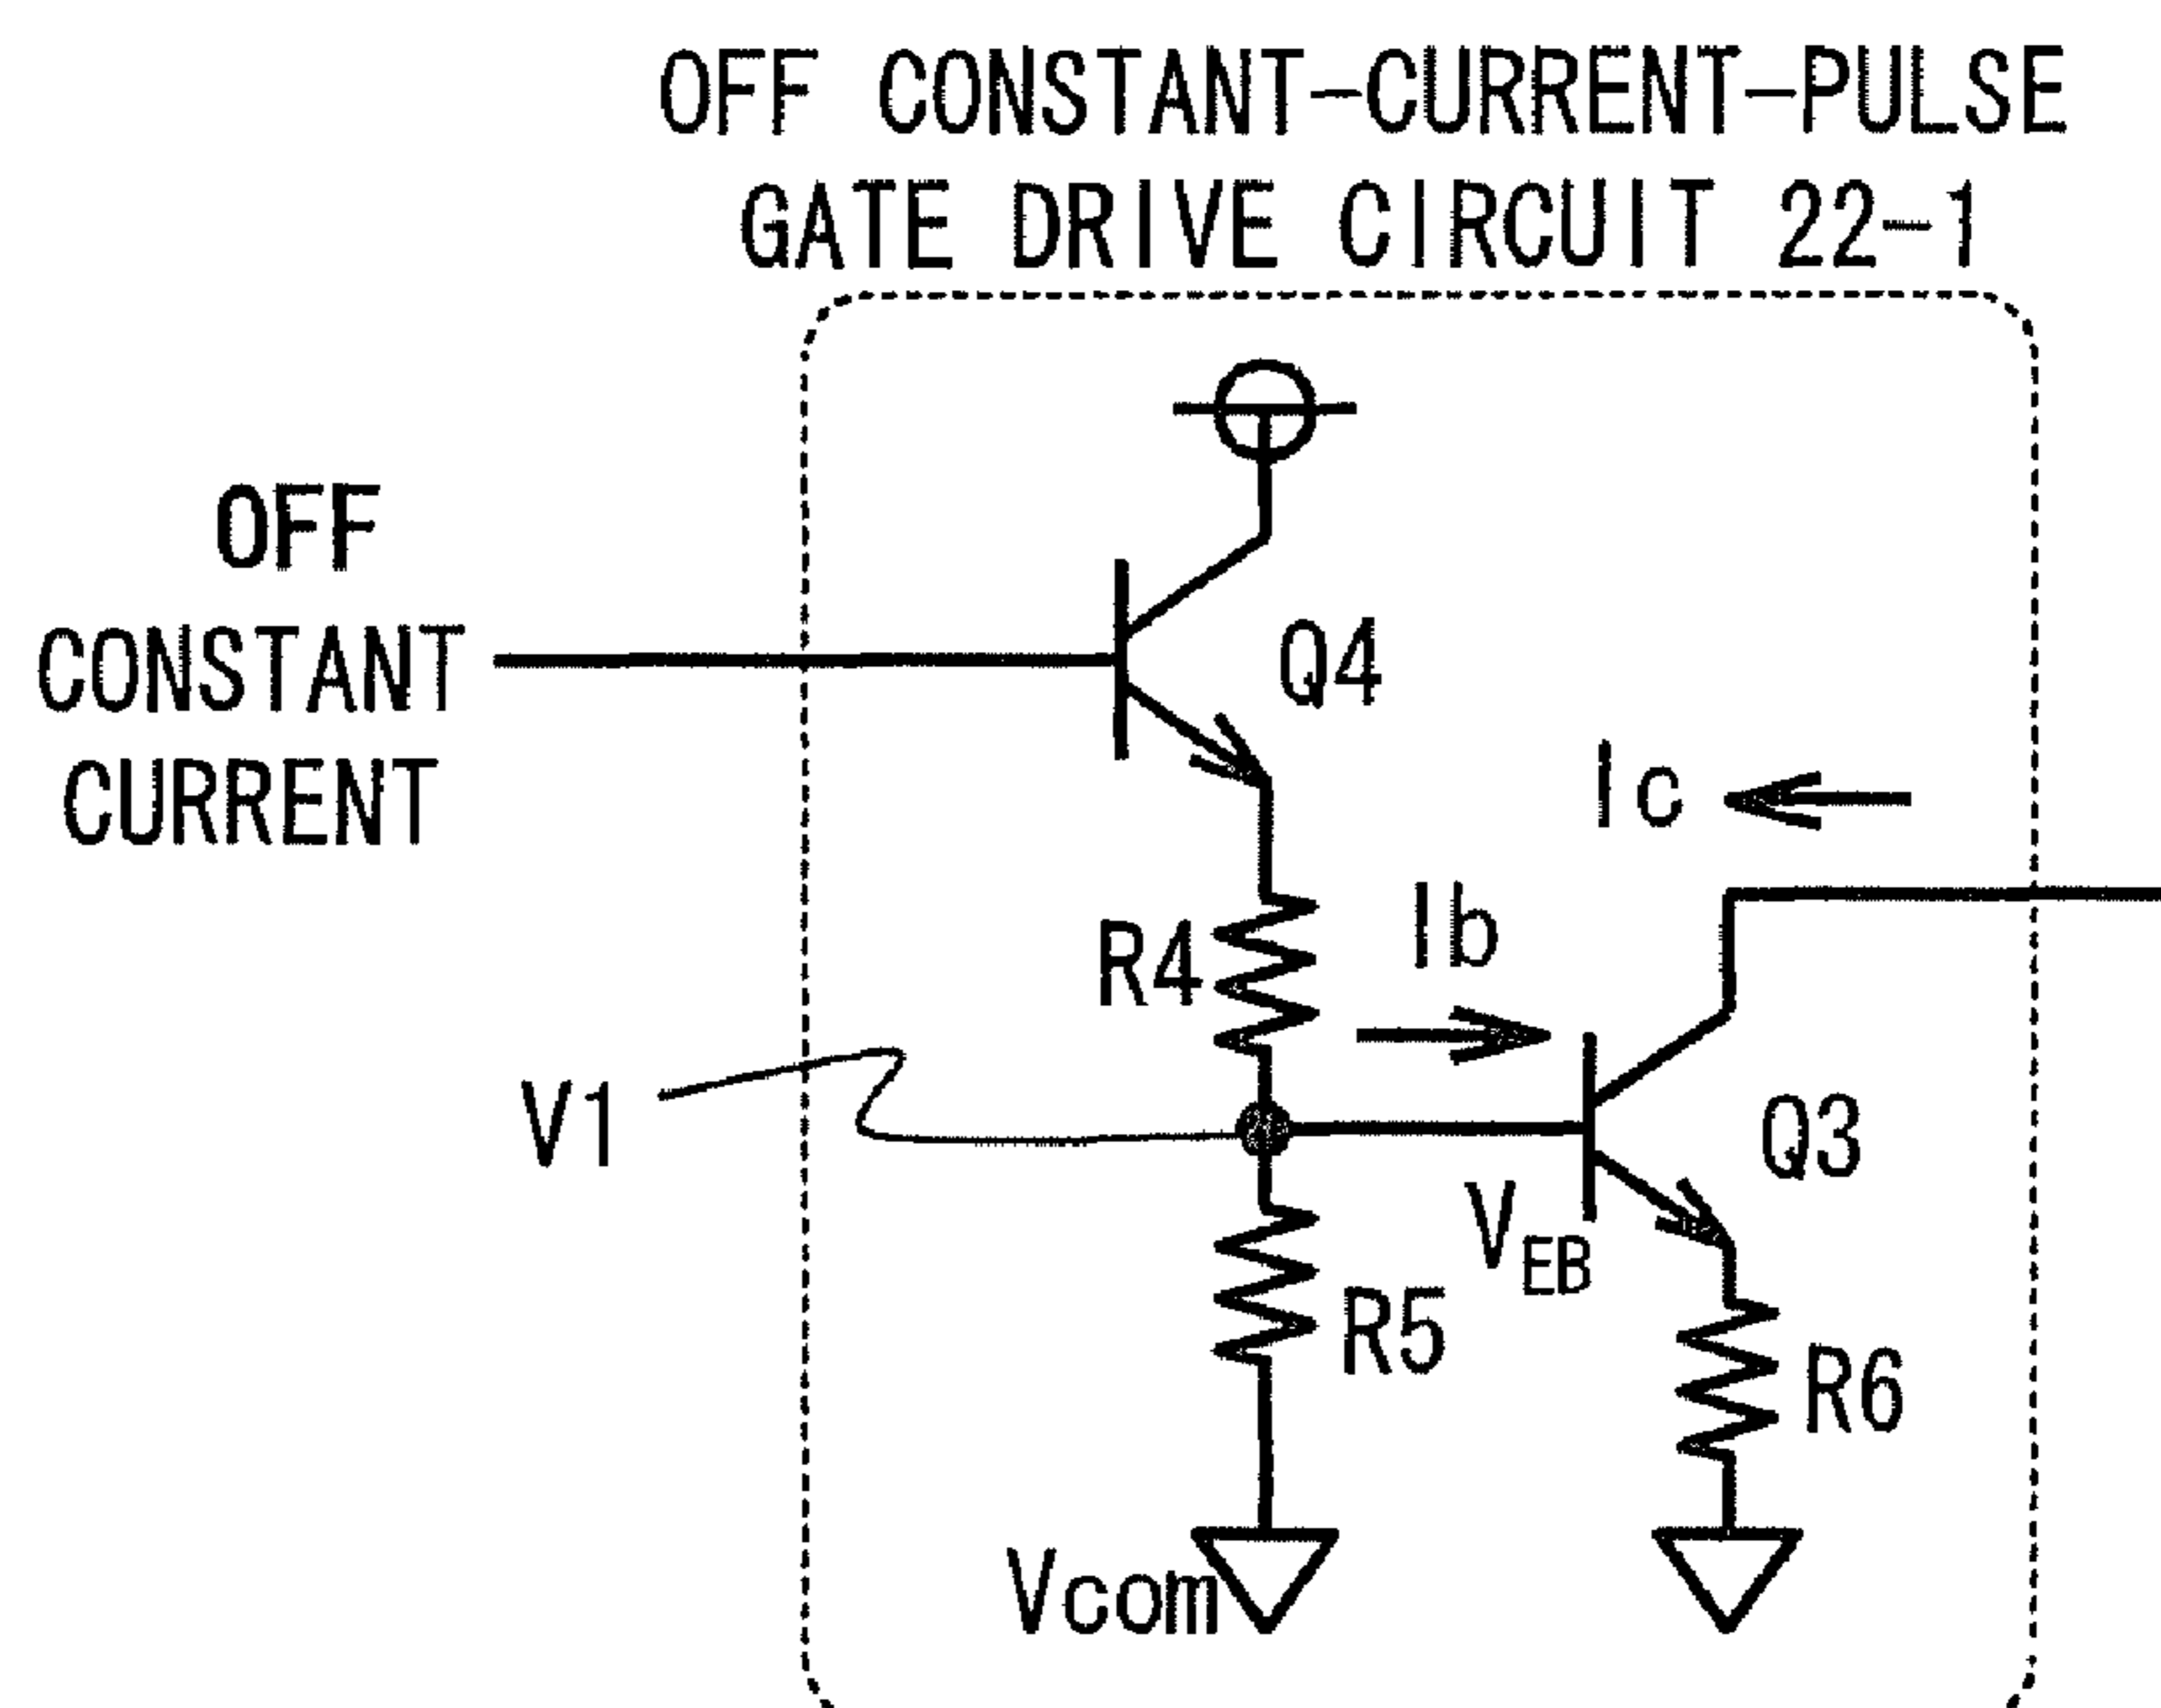 OFF CONSTANT-CURRENT-PULSE
GATE DRIVE CIRCUIT 22-1
OFF
CONSTANT
CURRENT
Q4
Ic
R4
Ib
V1
Q3
VEB
R5
R6
Vcom